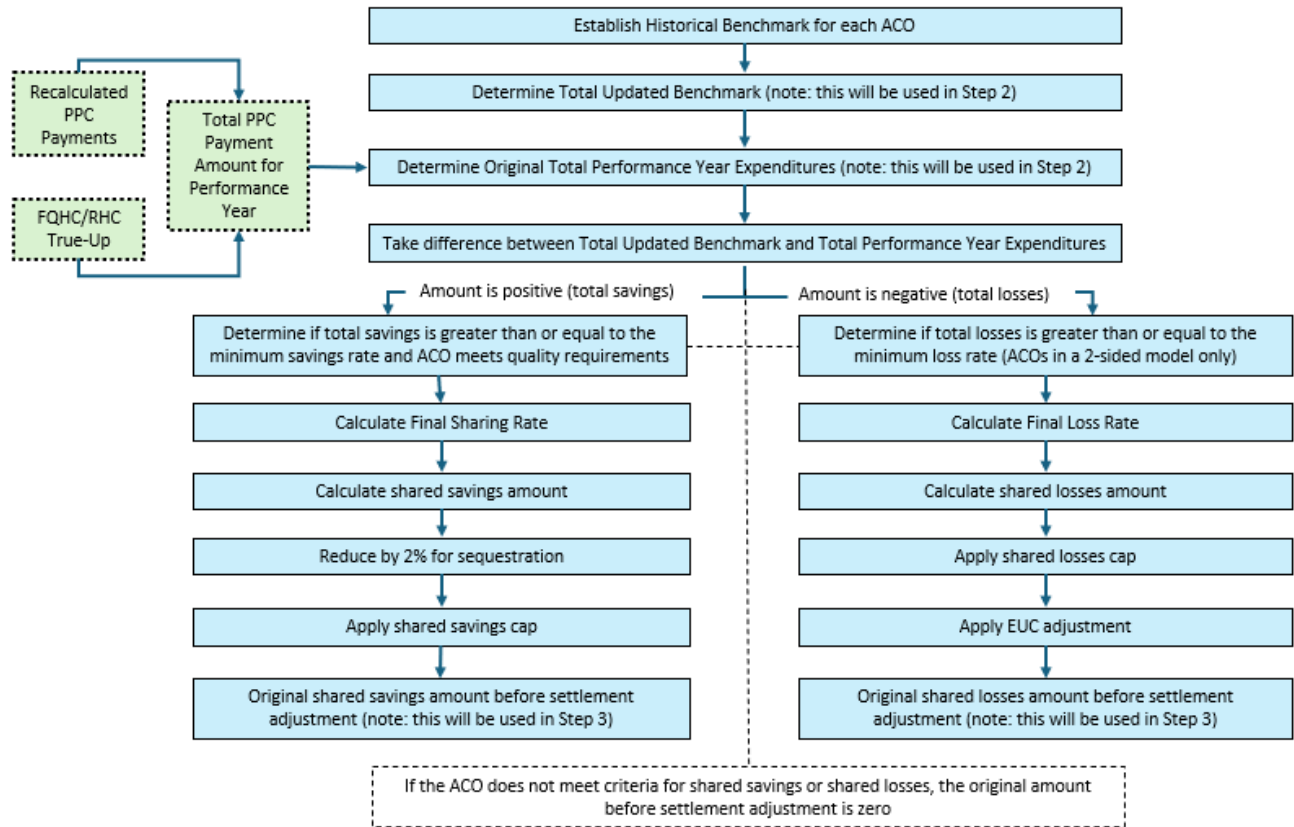 Establish Historical Benchmark for each ACO
Recalculated
PPC
Payments
Total PPC
Payment
Amount for
Performance
Year
FQHC/RHC
True-Up
Determine Total Updated Benchmark (note: this will be used in Step 2)
Determine Original Total Performance Year Expenditures (note: this will be used in Step 2)
Take difference between Total Updated Benchmark and Total Performance Year Expenditures
Amount is positive (total savings)
Determine if total savings is greater than or equal to the
minimum savings rate and ACO meets quality requirements
Calculate Final Sharing Rate
Calculate shared savings amount
Reduce by 2% for sequestration
Apply shared savings cap
Original shared savings amount before settlement
adjustment (note: this will be used in Step 3)
Amount is negative (total losses)
Determine if total losses is greater than or equal to the
minimum loss rate (ACOs in a 2-sided model only)
Calculate Final Loss Rate
Calculate shared losses amount
Apply shared losses cap
Apply EUC adjustment
Original shared losses amount before settlement
adjustment (note: this will be used in Step 3)
If the ACO does not meet criteria for shared savings or shared losses, the original amount
before settlement adjustment is zero